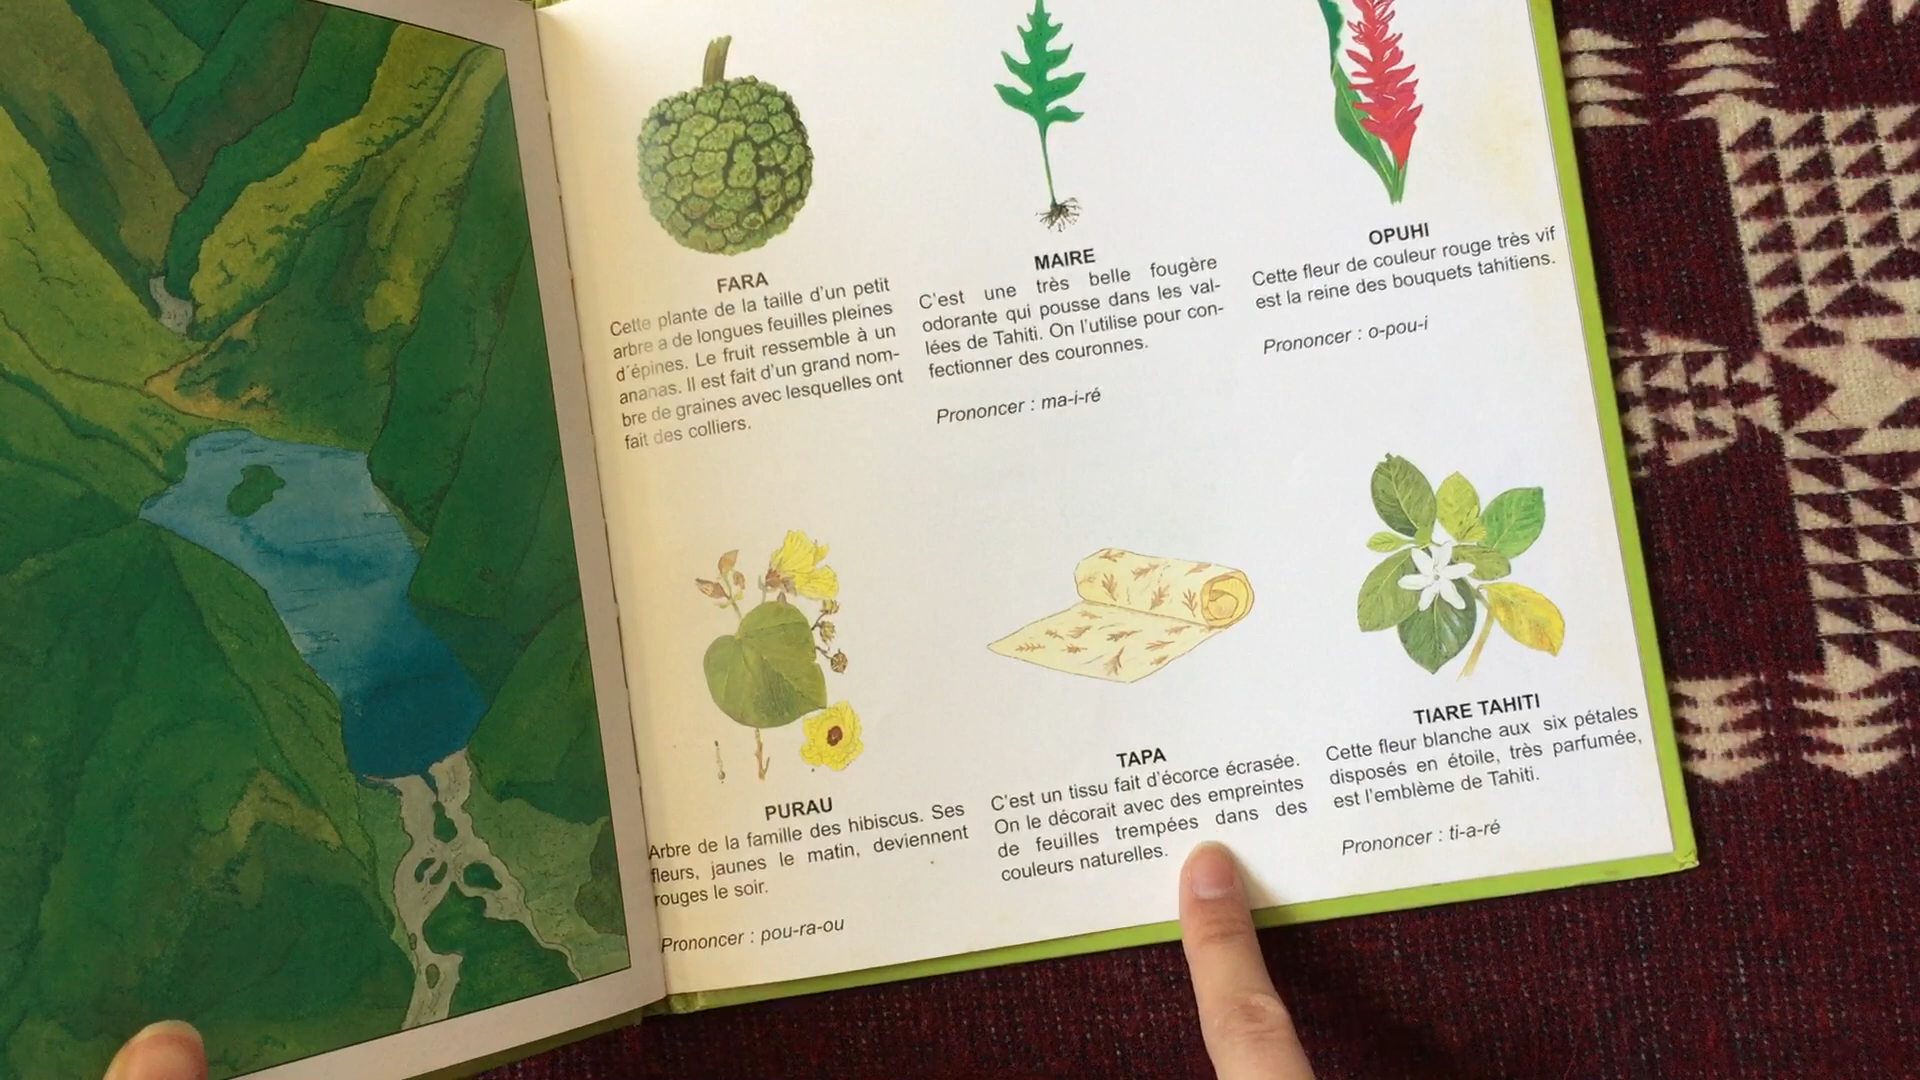 FARA
Cette plante de la taille d'un petit
arbre a de longues feuilles pleines
d'épines. Le fruit ressemble à un
ananas. Il est fait d'un grand nom-
bre de graines avec lesquelles ont
fait des colliers.
MAIRE
C'est une très belle fougère
odorante qui pousse dans les val-
lées de Tahiti. On l'utilise pour con-
fectionner des couronnes.
Prononcer : ma-i-ré
OPUHI
Cette fleur de couleur rouge très vif
est la reine des bouquets tahitiens.
Prononcer : o-pou-i
PURAU
Arbre de la famille des hibiscus. Ses
fleurs, jaunes le matin, deviennent
rouges le soir.
Prononcer : pou-ra-ou
TAPA
C'est un tissu fait d'écorce écrasée.
On le décorait avec des empreintes
de feuilles trempées dans des
couleurs naturelles.
TIARE TAHITI
Cette fleur blanche aux six pétales
disposés en étoile, très parfumée,
est l'emblème de Tahiti.
Prononcer : ti-a-ré